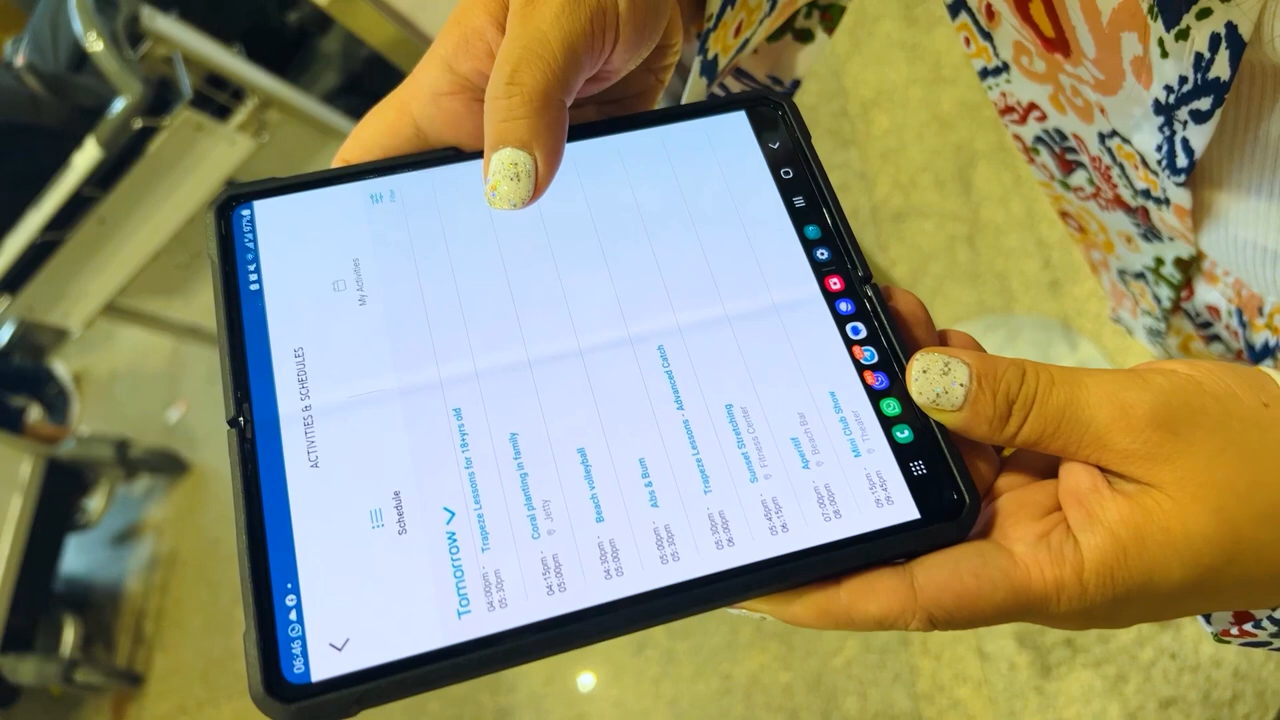 06:46
97%
ACTIVITIES & SCHEDULES
Schedule
My Activities
Tomorrow
04:00pm - Trapeze Lessons for 18+yrs old
05:30pm
04:15pm - Coral planting in family
05:00pm Jetty
04:30pm - Beach volleyball
05:00pm
05:00pm - Abs & Bum
05:30pm
05:30pm - Trapeze Lessons - Advanced Catch
06:00pm
05:45pm - Sunset Stretching
06:15pm Fitness Center
07:00pm - Aperitif
08:00pm Beach Bar
09:15pm - Mini Club Show
09:45pm Theater